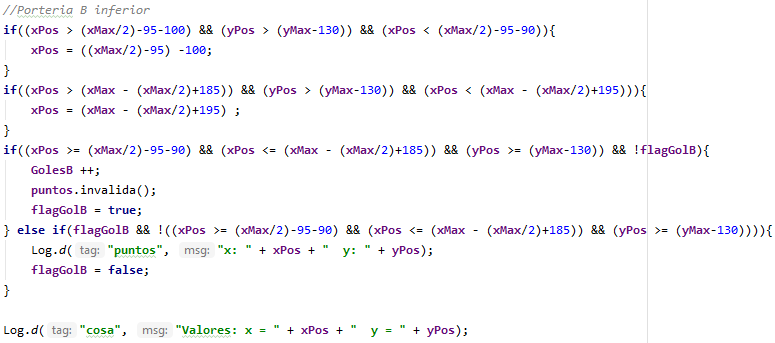 //Porteria B inferior
if((xPos > (xMax/2)-95-100) && (yPos > (yMax-130)) && (xPos < (xMax/2)-95-90)){
xPos = ((xMax/2)-95) -100;
}
if((xPos > (xMax - (xMax/2)+185)) && (yPos > (yMax-130)) && (xPos < (xMax - (xMax/2)+195))){
xPos = (xMax - (xMax/2)+195) ;
}
if((xPos >= (xMax/2)-95-90) && (xPos <= (xMax - (xMax/2)+185)) && (yPos >= (yMax-130)) && !flagGolB){
GolesB ++;
puntos.invalida();
flagGolB = true;
} else if(flagGolB && !((xPos >= (xMax/2)-95-90) && (xPos <= (xMax - (xMax/2)+185)) && (yPos >= (yMax-130)))){
Log.d( tag: "puntos", msg: "x: " + xPos + "  y: " + yPos);
flagGolB = false;
}
Log.d( tag: "cosa", msg: "Valores: x = " + xPos + "  y = " + yPos);